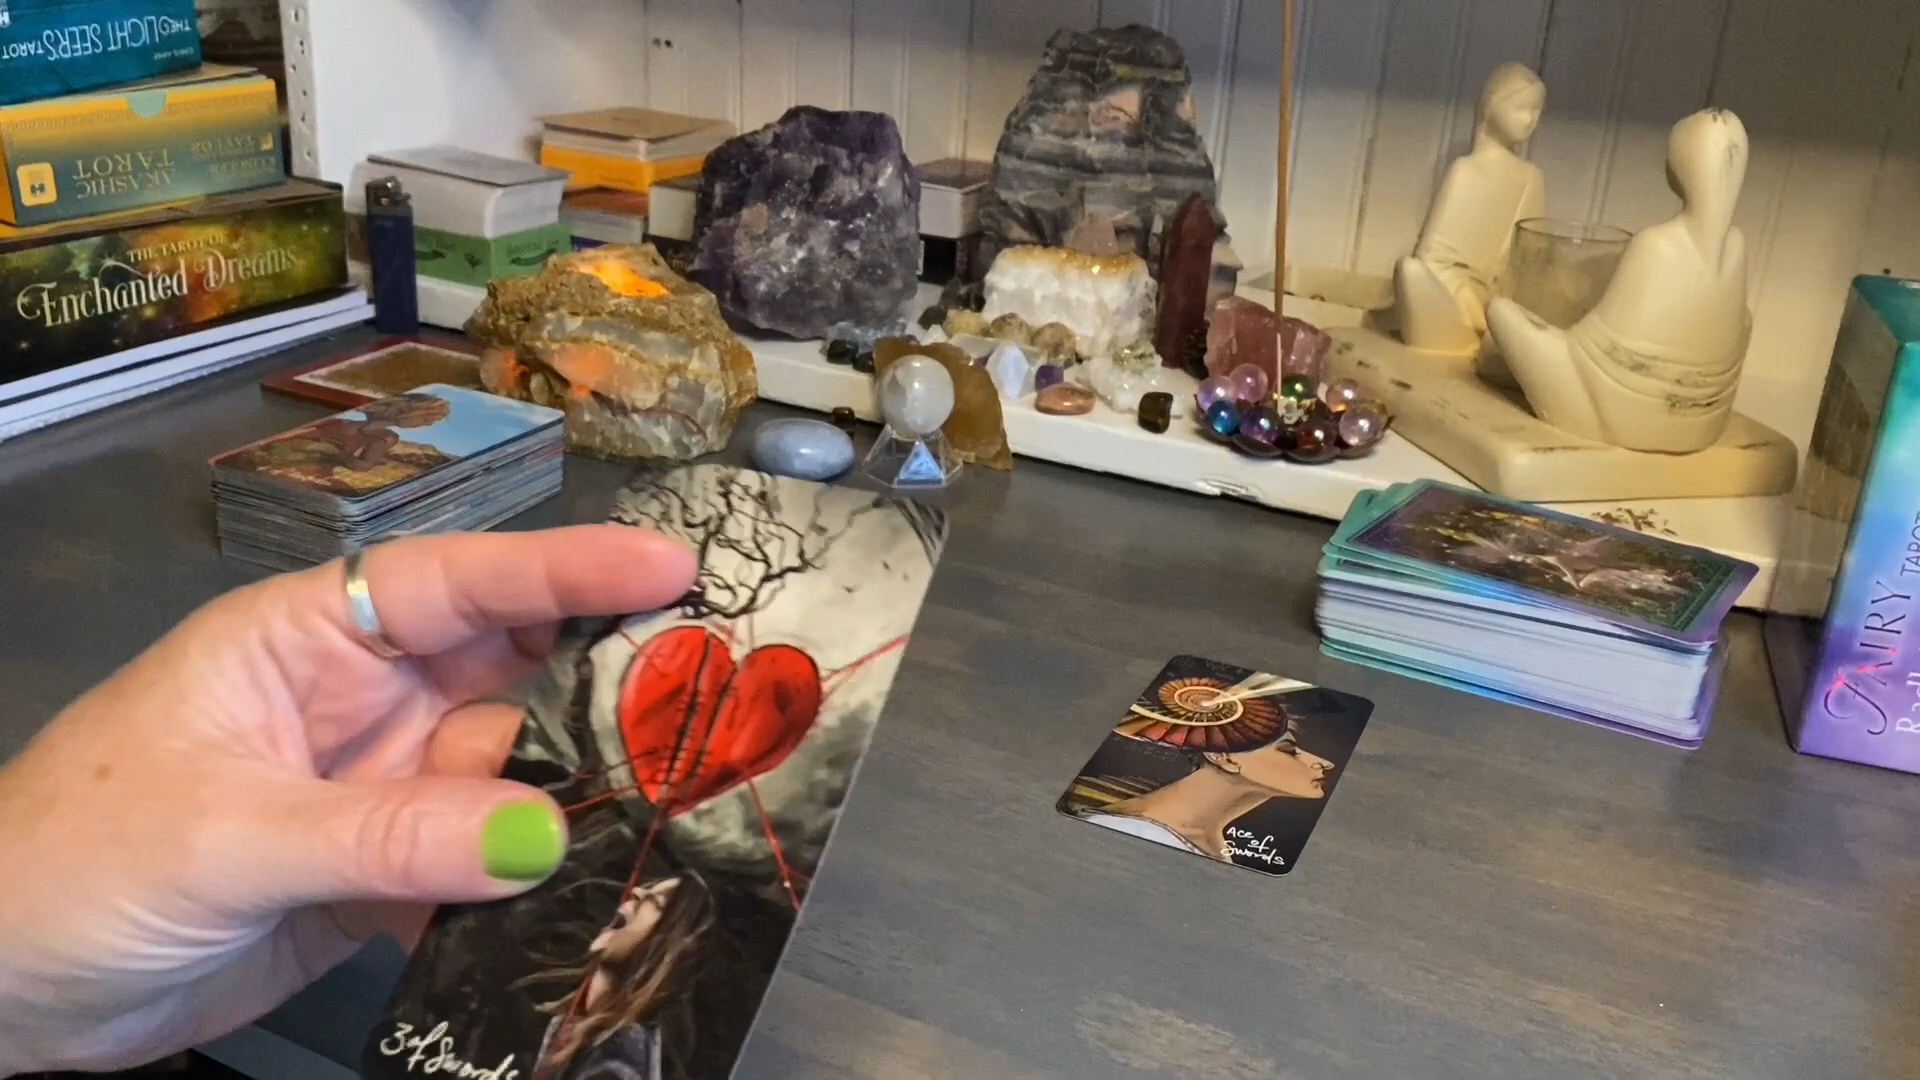 THE LIGHT SEER'S TAROT
AKASHIC
TAROT
TAYLOR
THE TAROT OF
Enchanted Dreams
3 of Swords
Ace
of
Swords
FAIRY TAROT